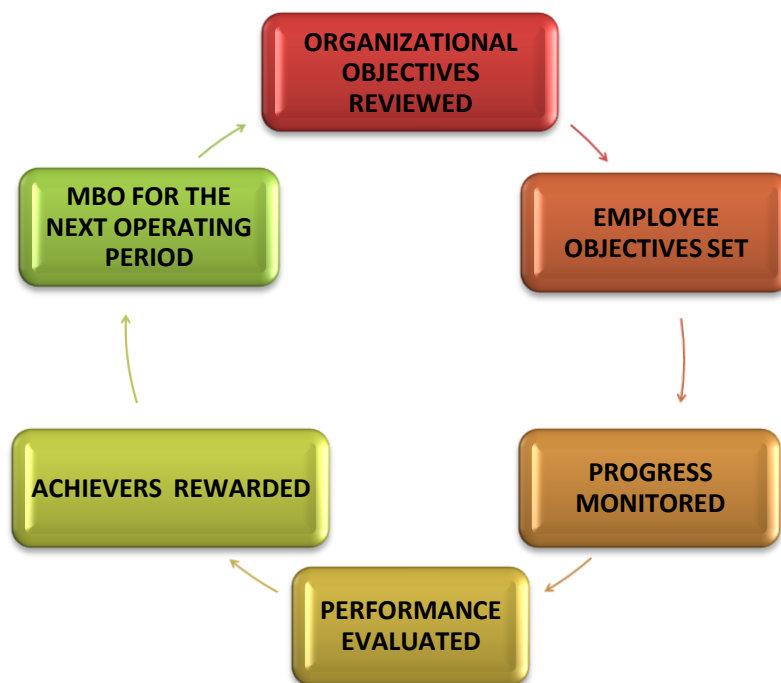 ORGANIZATIONAL
OBJECTIVES
REVIEWED
EMPLOYEE
OBJECTIVES SET
PROGRESS
MONITORED
PERFORMANCE
EVALUATED
ACHIEVERS REWARDED
MBO FOR THE
NEXT OPERATING
PERIOD